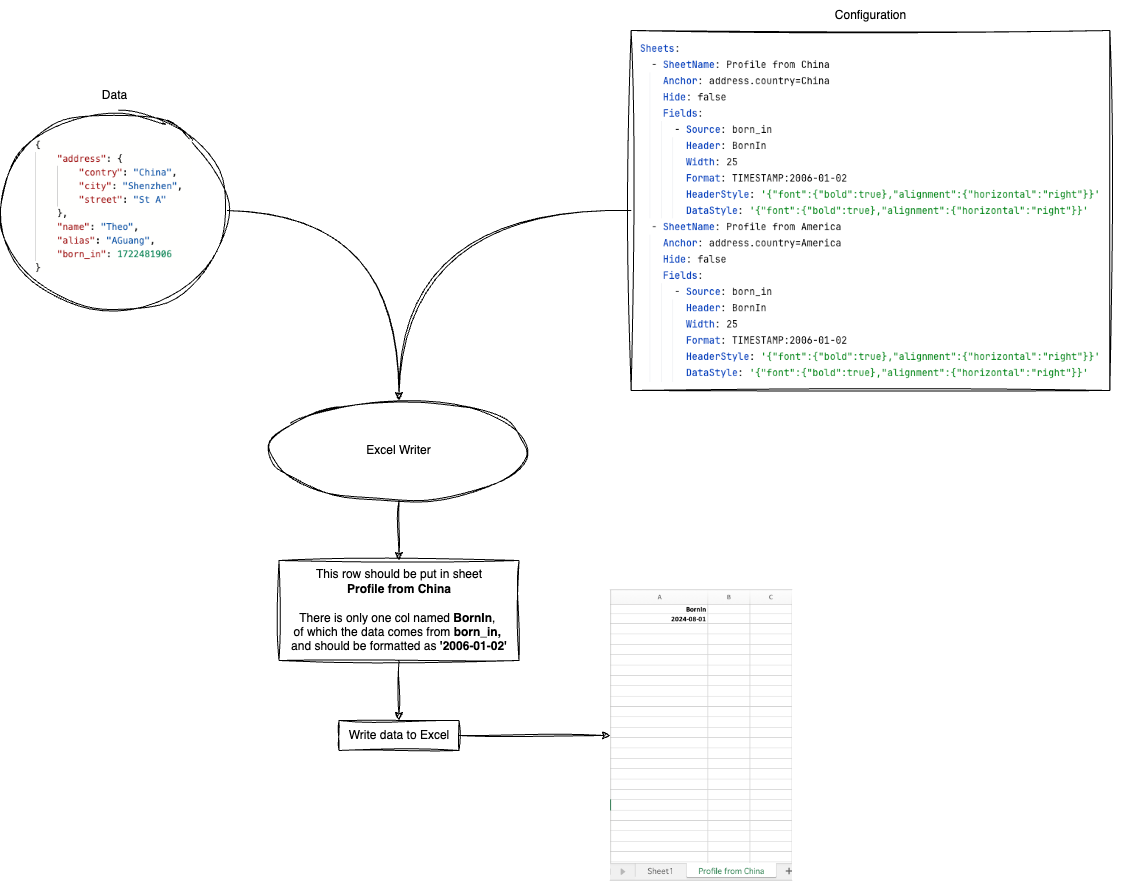 Configuration
Sheets:
- SheetName: Profile from China
Anchor: address.country=China
Hide: false
Fields:
- Source: born_in
Header: BornIn
Width: 25
Format: TIMESTAMP:2006-01-02
HeaderStyle: '{"font":{"bold":true},"alignment":{"horizontal":"right"}}'
DataStyle: '{"font":{"bold":true},"alignment":{"horizontal":"right"}}'
- SheetName: Profile from America
Anchor: address.country=America
Hide: false
Fields:
- Source: born_in
Header: BornIn
Width: 25
Format: TIMESTAMP:2006-01-02
HeaderStyle: '{"font":{"bold":true},"alignment":{"horizontal":"right"}}'
DataStyle: '{"font":{"bold":true},"alignment":{"horizontal":"right"}}'
Data
{
"address": {
"contry": "China",
"city": "Shenzhen",
"street": "St A"
},
"name": "Theo",
"alias": "AGuang",
"born_in": 1722481906
}
Excel Writer
This row should be put in sheet
Profile from China
There is only one col named BornIn,
of which the data comes from born_in,
and should be formatted as '2006-01-02'
Write data to Excel
A B C
BornIn
2024-08-01
Sheet1 Profile from China +